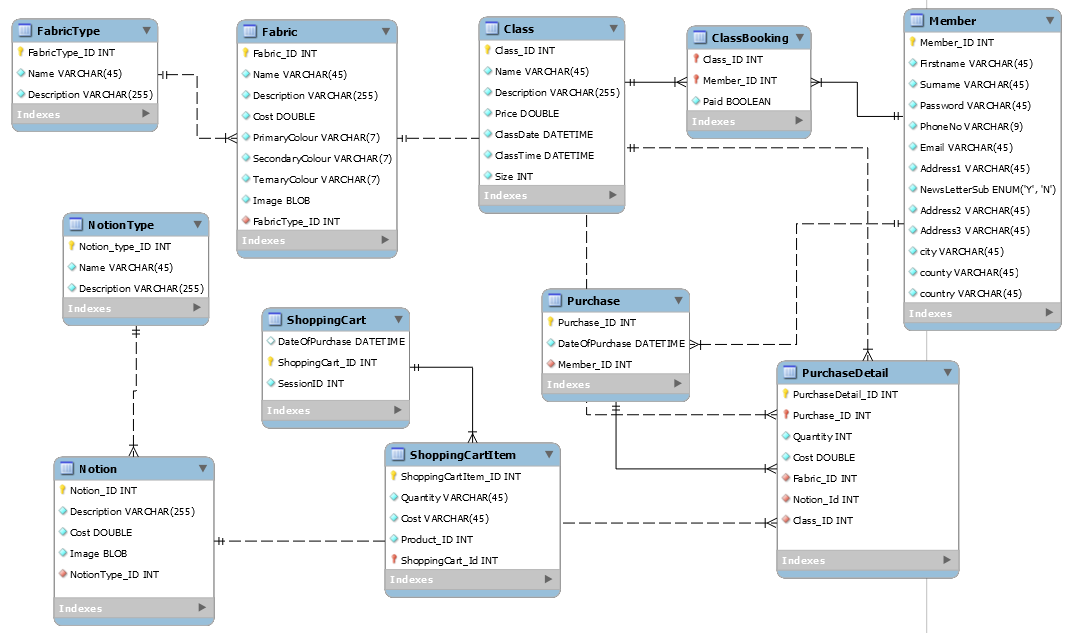 FabricType
FabricType_ID INT
Name VARCHAR(45)
Description VARCHAR(255)
Indexes
Fabric
Fabric_ID INT
Name VARCHAR(45)
Description VARCHAR(255)
Cost DOUBLE
PrimaryColour VARCHAR(7)
SecondaryColour VARCHAR(7)
TernaryColour VARCHAR(7)
Image BLOB
FabricType_ID INT
Indexes
Class
Class_ID INT
Name VARCHAR(45)
Description VARCHAR(255)
Price DOUBLE
ClassDate DATETIME
ClassTime DATETIME
Size INT
Indexes
ClassBooking
Class_ID INT
Member_ID INT
Paid BOOLEAN
Indexes
Member
Member_ID INT
Firstname VARCHAR(45)
Surname VARCHAR(45)
Password VARCHAR(45)
PhoneNo VARCHAR(9)
Email VARCHAR(45)
Address1 VARCHAR(45)
NewsLetterSub ENUM('Y', 'N')
Address2 VARCHAR(45)
Address3 VARCHAR(45)
city VARCHAR(45)
county VARCHAR(45)
country VARCHAR(45)
Indexes
NotionType
Notion_type_ID INT
Name VARCHAR(45)
Description VARCHAR(255)
Indexes
ShoppingCart
DateOfPurchase DATETIME
ShoppingCart_ID INT
SessionID INT
Indexes
Purchase
Purchase_ID INT
DateOfPurchase DATETIME
Member_ID INT
Indexes
PurchaseDetail
PurchaseDetail_ID INT
Purchase_ID INT
Quantity INT
Cost DOUBLE
Fabric_ID INT
Notion_Id INT
Class_ID INT
Indexes
Notion
Notion_ID INT
Description VARCHAR(255)
Cost DOUBLE
Image BLOB
NotionType_ID INT
Indexes
ShoppingCartItem
ShoppingCartItem_ID INT
Quantity VARCHAR(45)
Cost VARCHAR(45)
Product_ID INT
ShoppingCart_Id INT
Indexes